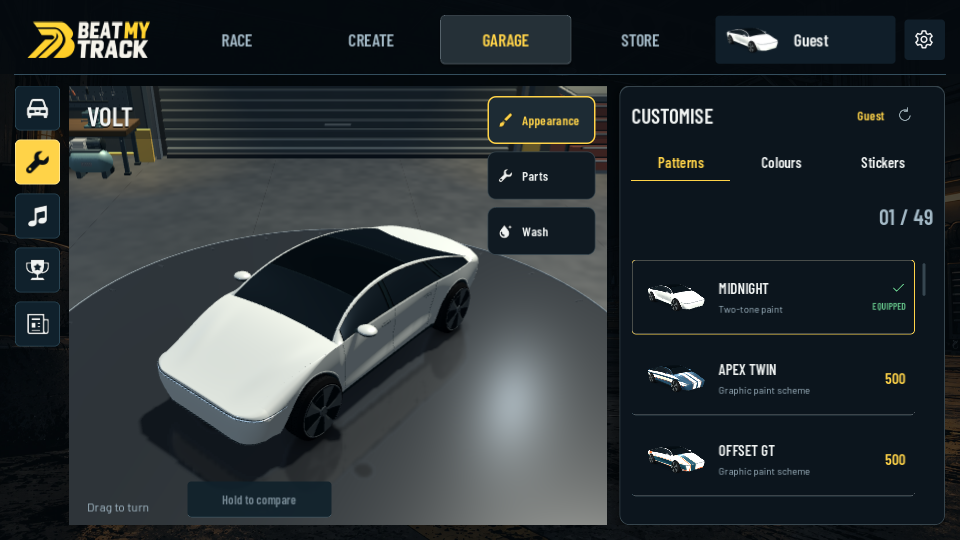 BEAT MY
TRACK
RACE
CREATE
GARAGE
STORE
Guest
VOLT
Appearance
Parts
Wash
Hold to compare
Drag to turn
CUSTOMISE
Guest
Patterns
Colours
Stickers
01 / 49
MIDNIGHT
Two-tone paint
EQUIPPED
APEX TWIN
Graphic paint scheme
500
OFFSET GT
Graphic paint scheme
500